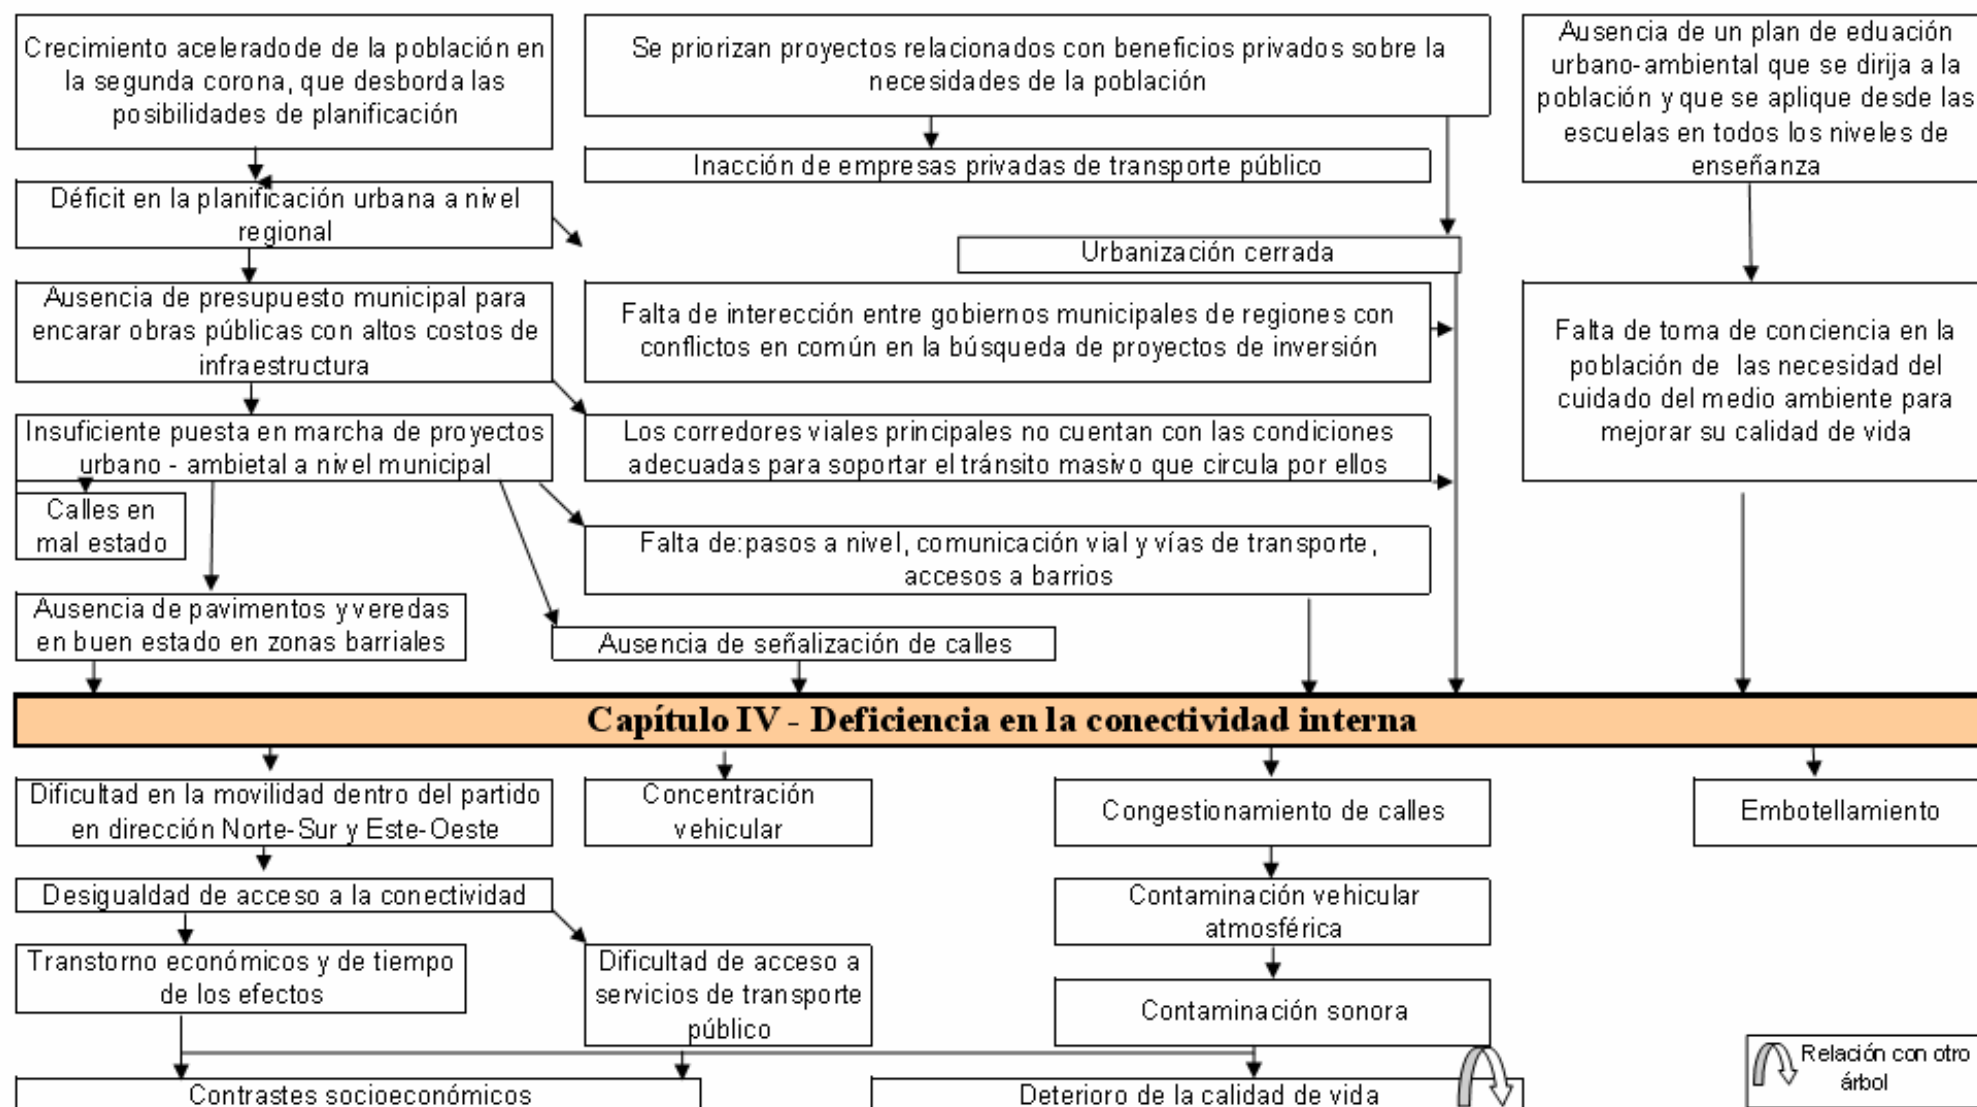 Crecimiento aceleradode de la población en
la segunda corona, que desborda las
posibilidades de planificación
Se priorizan proyectos relacionados con beneficios privados sobre la
necesidades de la población
Ausencia de un plan de eduación
urbano-ambiental que se dirija a la
población y que se aplique desde las
escuelas en todos los niveles de
enseñanza
Inacción de empresas privadas de transporte público
Déficit en la planificación urbana a nivel
regional
Urbanización cerrada
Ausencia de presupuesto municipal para
encarar obras públicas con altos costos de
infraestructura
Falta de interección entre gobiernos municipales de regiones con
conflictos en común en la búsqueda de proyectos de inversión
Falta de toma de conciencia en la
población de las necesidad del
cuidado del medio ambiente para
mejorar su calidad de vida
Insuficiente puesta en marcha de proyectos
urbano - ambietal a nivel municipal
Los corredores viales principales no cuentan con las condiciones
adecuadas para soportar el tránsito masivo que circula por ellos
Calles en
mal estado
Falta de:pasos a nivel, comunicación vial y vías de transporte,
accesos a barrios
Ausencia de pavimentos y veredas
en buen estado en zonas barriales
Ausencia de señalización de calles
Capítulo IV - Deficiencia en la conectividad interna
Dificultad en la movilidad dentro del partido
en dirección Norte-Sur y Este-Oeste
Concentración
vehicular
Congestionamiento de calles
Embotellamiento
Desigualdad de acceso a la conectividad
Contaminación vehicular
atmosférica
Transtorno económicos y de tiempo
de los efectos
Dificultad de acceso a
servicios de transporte
público
Contaminación sonora
Relación con otro
árbol
Contrastes socioeconómicos
Deterioro de la calidad de vida